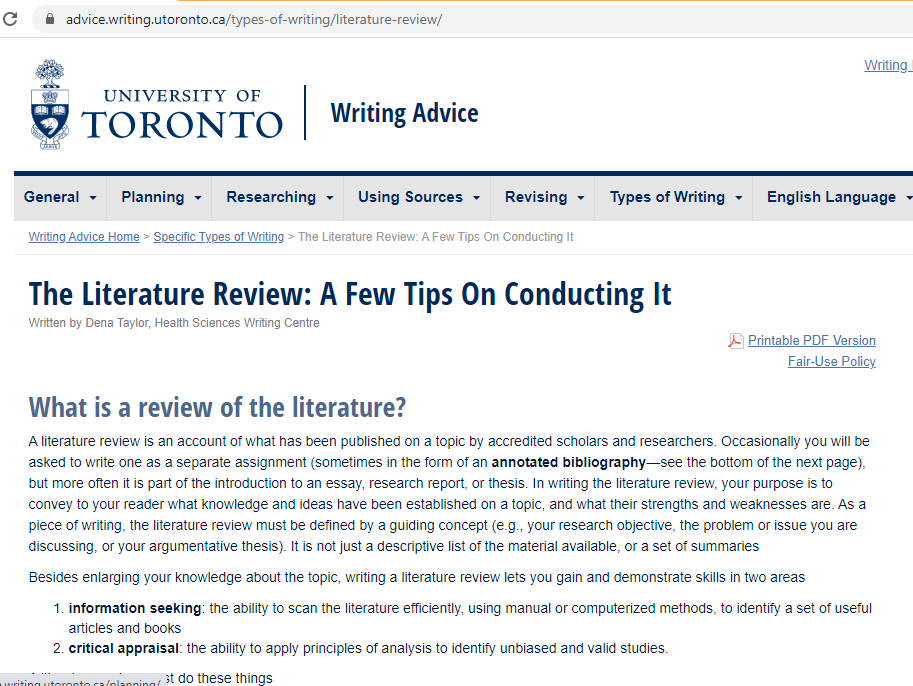 advice.writing.utoronto.ca/types-of-writing/literature-review/
Writing
UNIVERSITY OF
TORONTO
Writing Advice
General
Planning
Researching
Using Sources
Revising
Types of Writing
English Language
Writing Advice Home > Specific Types of Writing > The Literature Review: A Few Tips On Conducting It
The Literature Review: A Few Tips On Conducting It
Written by Dena Taylor, Health Sciences Writing Centre
Printable PDF Version
Fair-Use Policy
What is a review of the literature?
A literature review is an account of what has been published on a topic by accredited scholars and researchers. Occasionally you will be
asked to write one as a separate assignment (sometimes in the form of an annotated bibliography—see the bottom of the next page),
but more often it is part of the introduction to an essay, research report, or thesis. In writing the literature review, your purpose is to
convey to your reader what knowledge and ideas have been established on a topic, and what their strengths and weaknesses are. As a
piece of writing, the literature review must be defined by a guiding concept (e.g., your research objective, the problem or issue you are
discussing, or your argumentative thesis). It is not just a descriptive list of the material available, or a set of summaries
Besides enlarging your knowledge about the topic, writing a literature review lets you gain and demonstrate skills in two areas
1. information seeking: the ability to scan the literature efficiently, using manual or computerized methods, to identify a set of useful
articles and books
2. critical appraisal: the ability to apply principles of analysis to identify unbiased and valid studies.
do these things
.writing.utoronto.ca/planning/